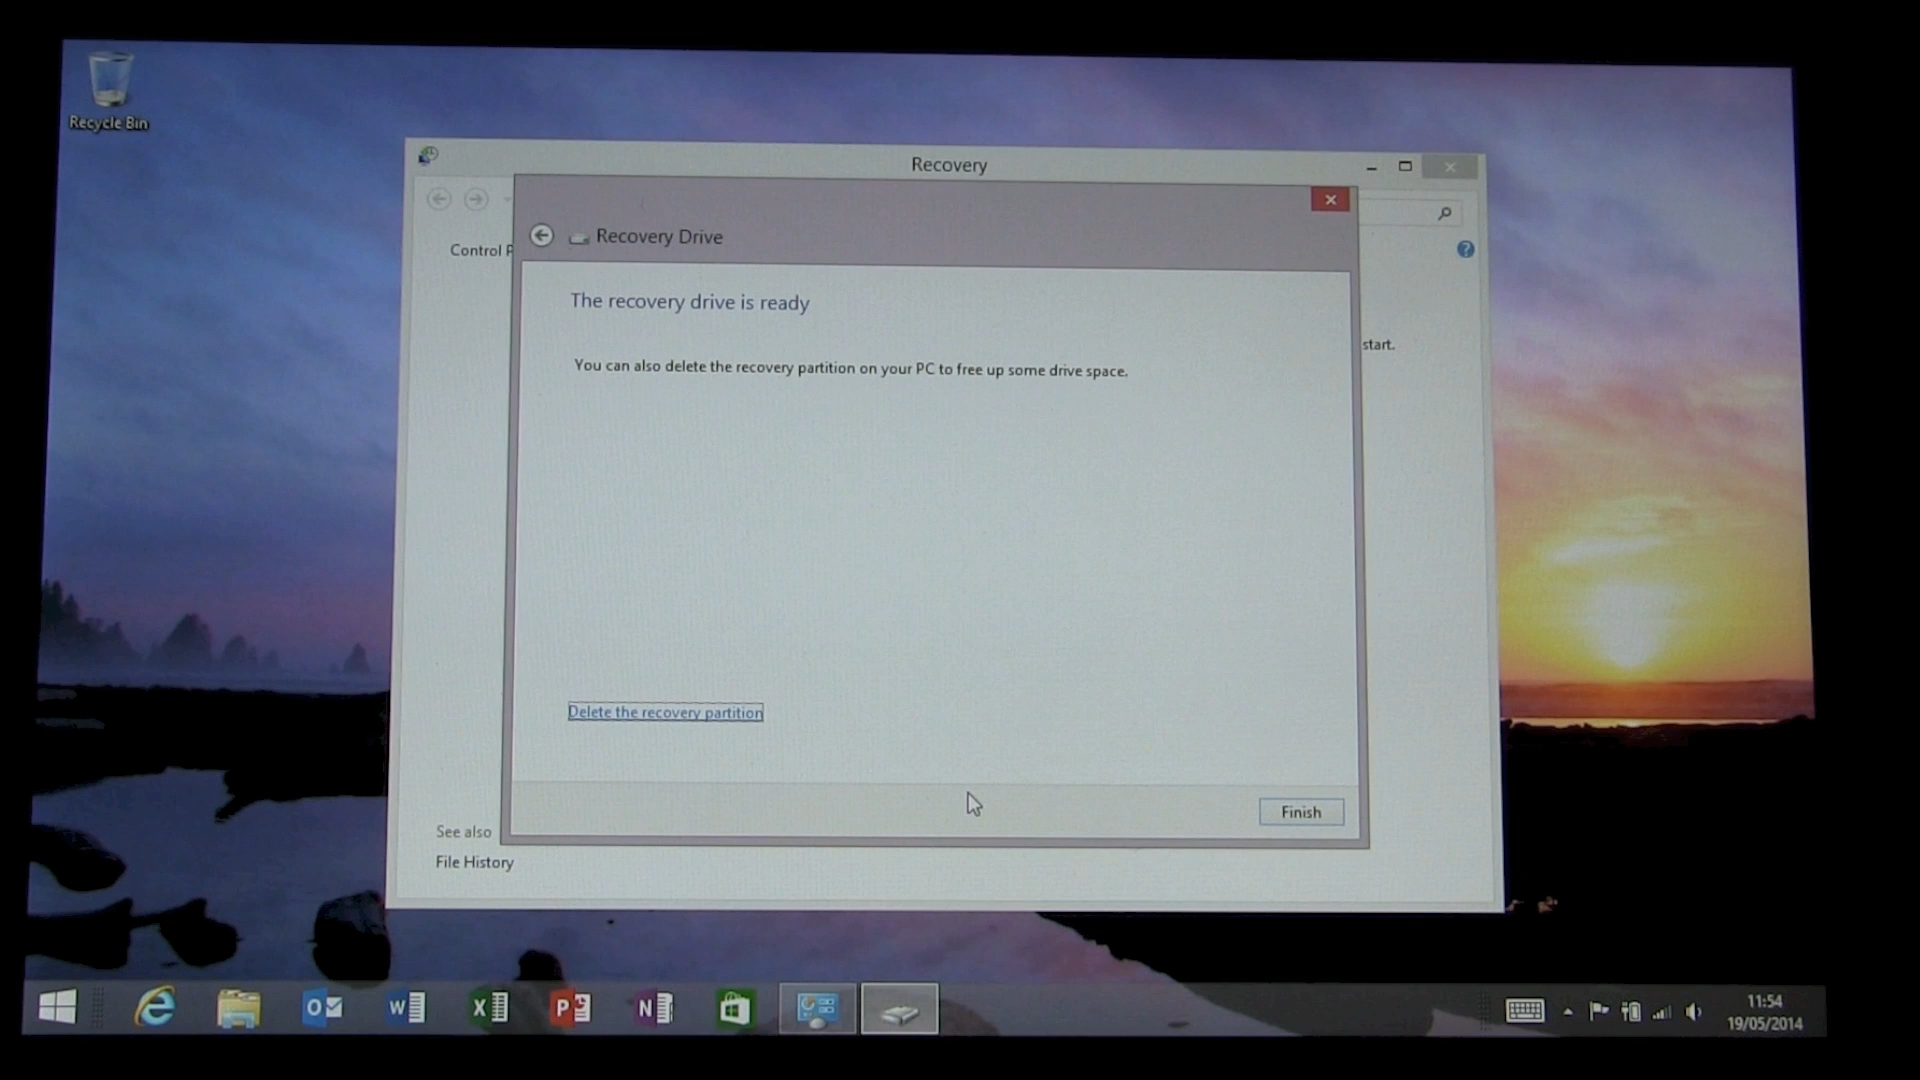 Recycle Bin
Recovery
Recovery Drive
Control P
The recovery drive is ready
start.
You can also delete the recovery partition on your PC to free up some drive space.
Delete the recovery partition
Finish
See also
File History
11:54
19/05/2014